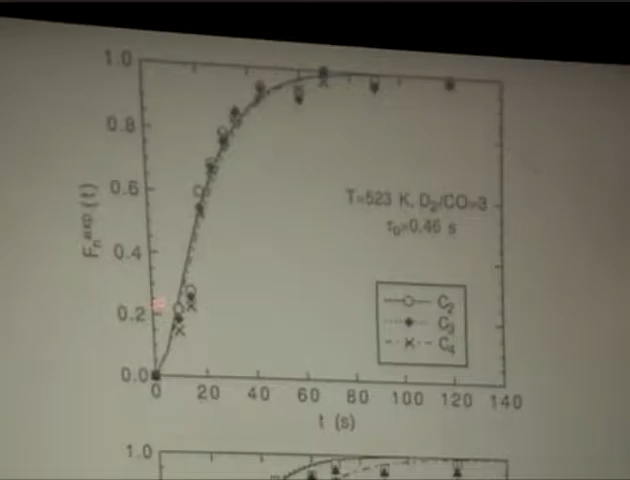 1.0
0.8
0.6
0.4
0.2
0.0
Fₙᵉˣᵖ(t)
T=523 K, D₂/CO=3
τ₀=0.46 s
C₂
C₃
C₄
0 20 40 60 80 100 120 140
t (s)
1.0